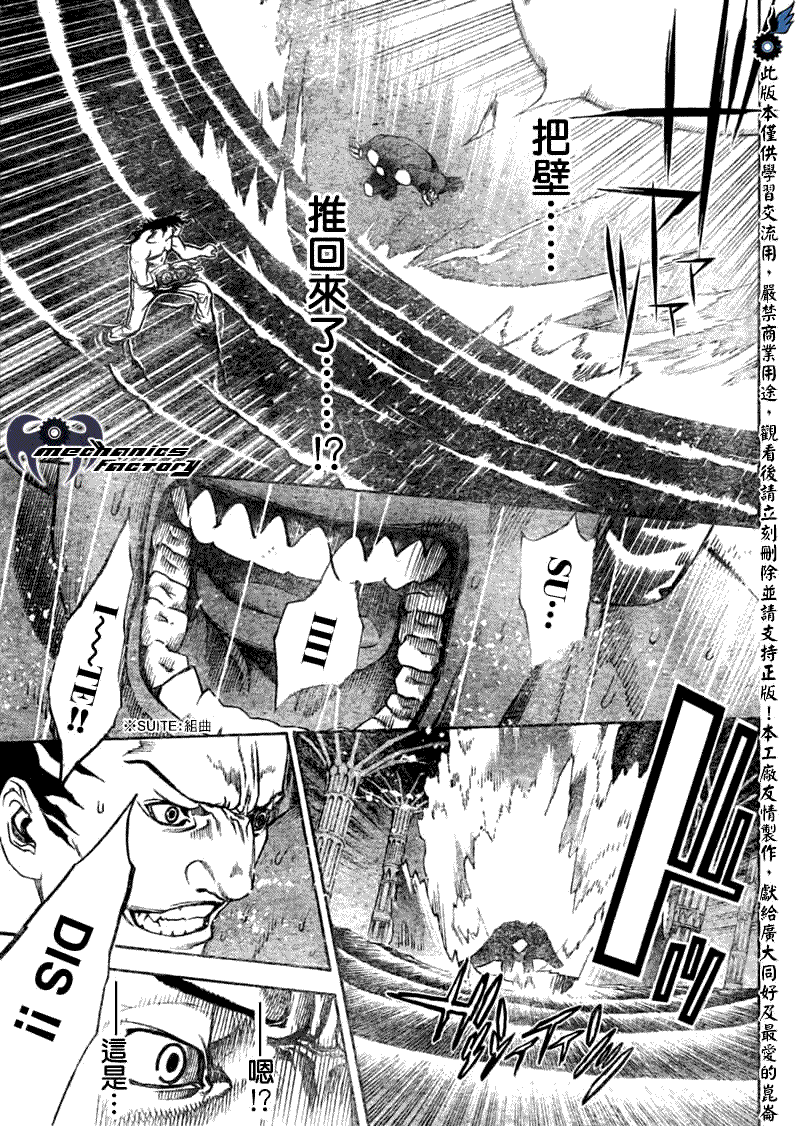 把壁……
推回來了………!?
SU…
IIII
I~~TE!!
※SUITE:組曲
DIS!!
——嗯!?
——這是…
mechanics
factory
此版本僅供學習交流用，嚴禁商業用途，觀看後請立刻刪除並請支持正版！本工廠友情製作，獻給廣大同好及最愛的崑崙